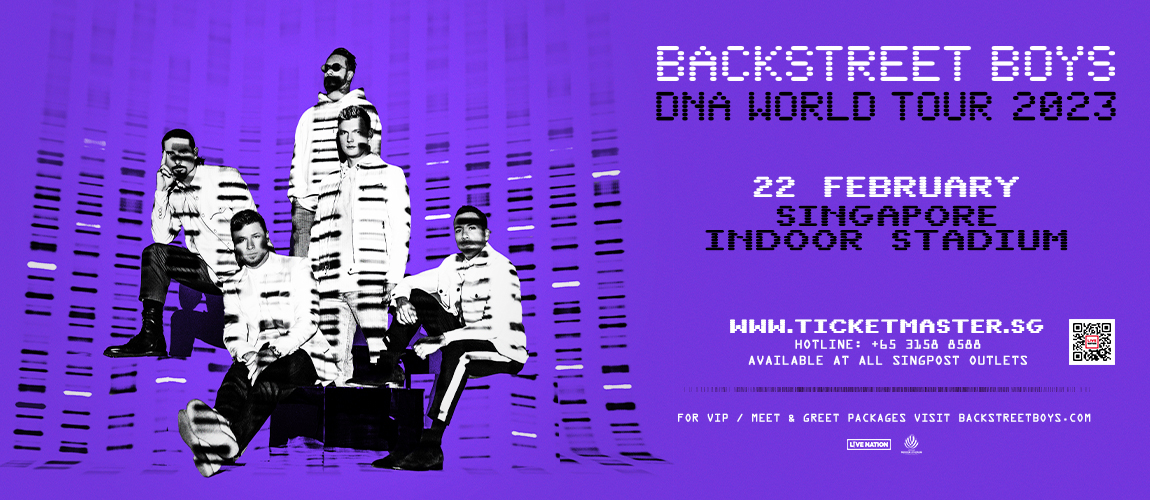 BACKSTREET BOYS
DNA WORLD TOUR 2023
22 FEBRUARY
SINGAPORE
INDOOR STADIUM
WWW.TICKETMASTER.SG
HOTLINE: +65 3158 8588
AVAILABLE AT ALL SINGPOST OUTLETS
FOR VIP / MEET & GREET PACKAGES VISIT BACKSTREETBOYS.COM
LIVE NATION